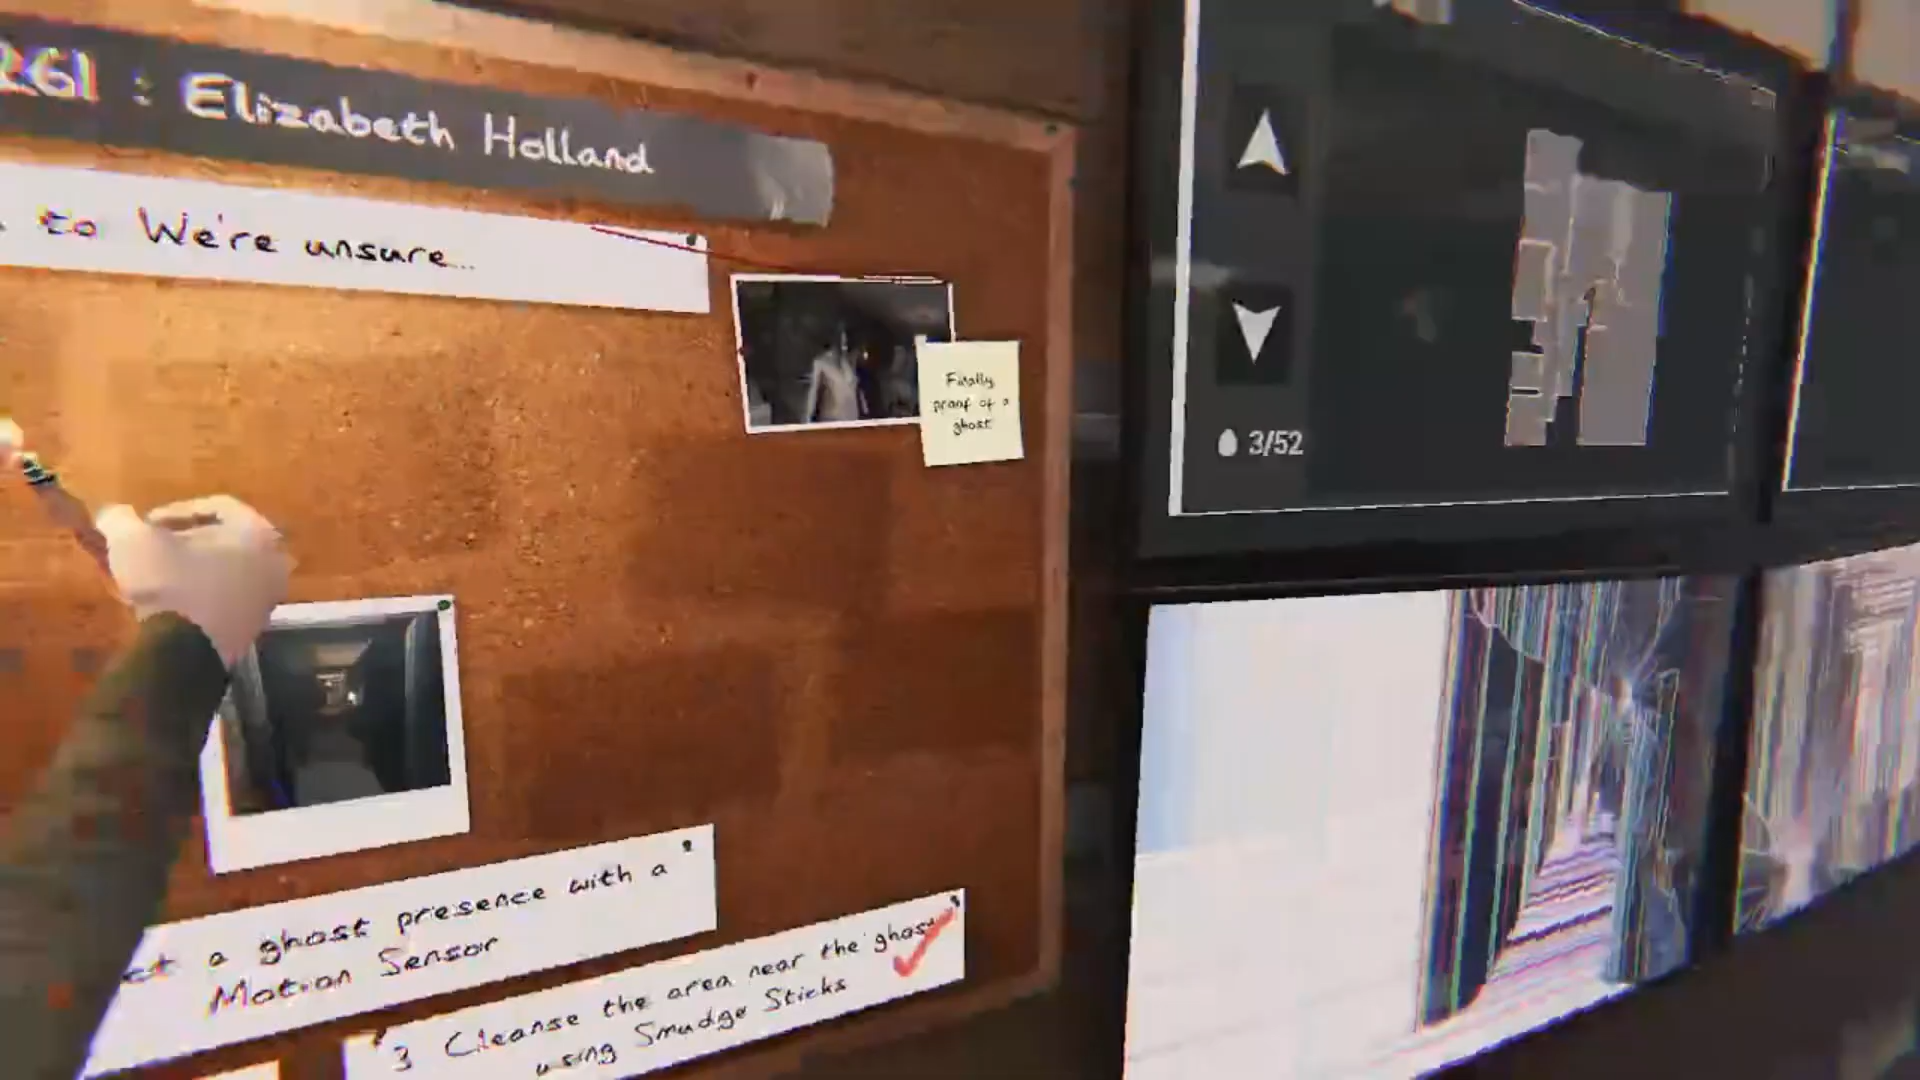 261 : Elizabeth Holland
to We're unsure...
Finally
proof of a
ghost
3/52
a ghost presence with a
Motion Sensor
3 Cleanse the area near the ghost
using Smudge Sticks